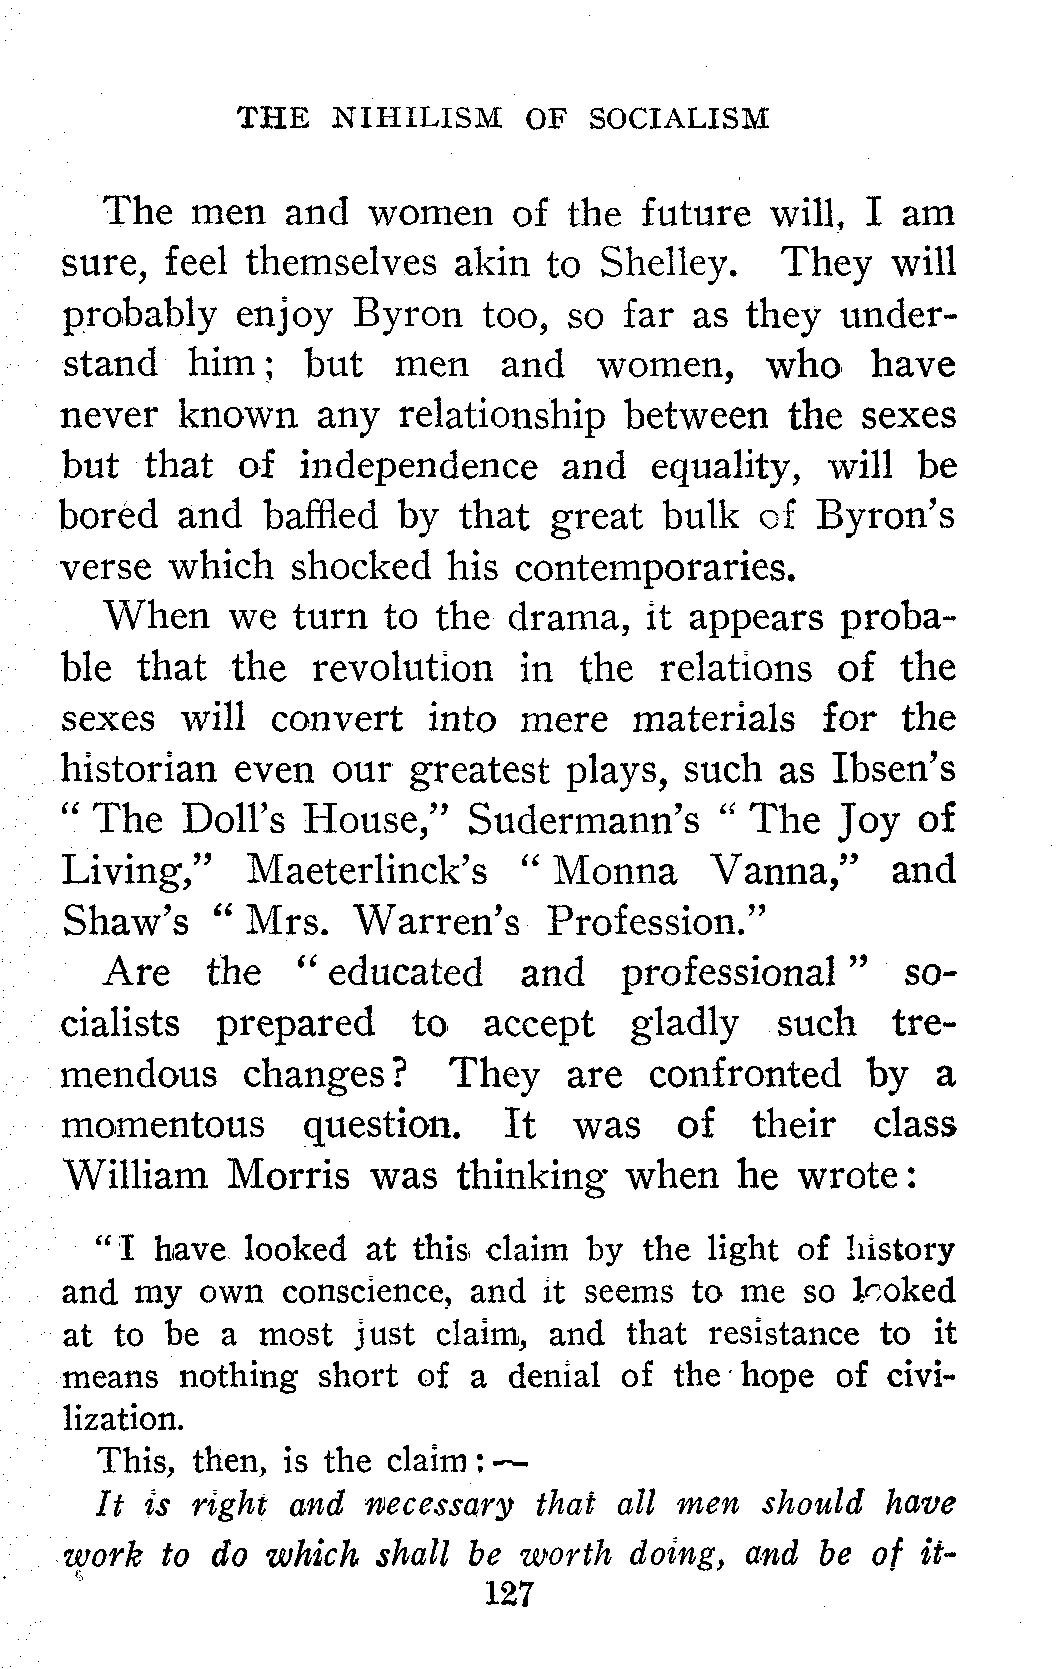 THE NIHILISM OF SOCIALISM
The men and women of the future will, I am
sure, feel themselves akin to Shelley. They will
probably enjoy Byron too, so far as they under-
stand him; but men and women, who have
never known any relationship between the sexes
but that of independence and equality, will be
bored and baffled by that great bulk of Byron's
verse which shocked his contemporaries.
When we turn to the drama, it appears proba-
ble that the revolution in the relations of the
sexes will convert into mere materials for the
historian even our greatest plays, such as Ibsen's
“ The Doll's House,” Sudermann's “ The Joy of
Living,” Maeterlinck's “ Monna Vanna,” and
Shaw's “ Mrs. Warren's Profession.”
Are the “ educated and professional ” so-
cialists prepared to accept gladly such tre-
mendous changes? They are confronted by a
momentous question. It was of their class
William Morris was thinking when he wrote:
“ I have looked at this claim by the light of history
and my own conscience, and it seems to me so looked
at to be a most just claim, and that resistance to it
means nothing short of a denial of the hope of civi-
lization.
This, then, is the claim: —
It is right and necessary that all men should have
work to do which shall be worth doing, and be of it-
127